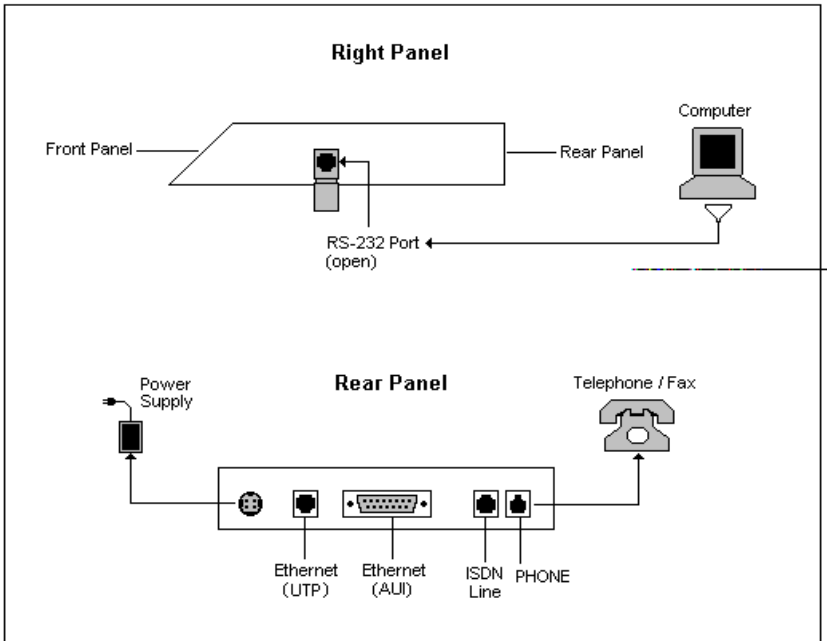 Right Panel
Computer
Front Panel
Rear Panel
RS-232 Port
(open)
Rear Panel
Power
Supply
Telephone / Fax
Ethernet
(UTP)
Ethernet
(AUI)
ISDN
Line
PHONE